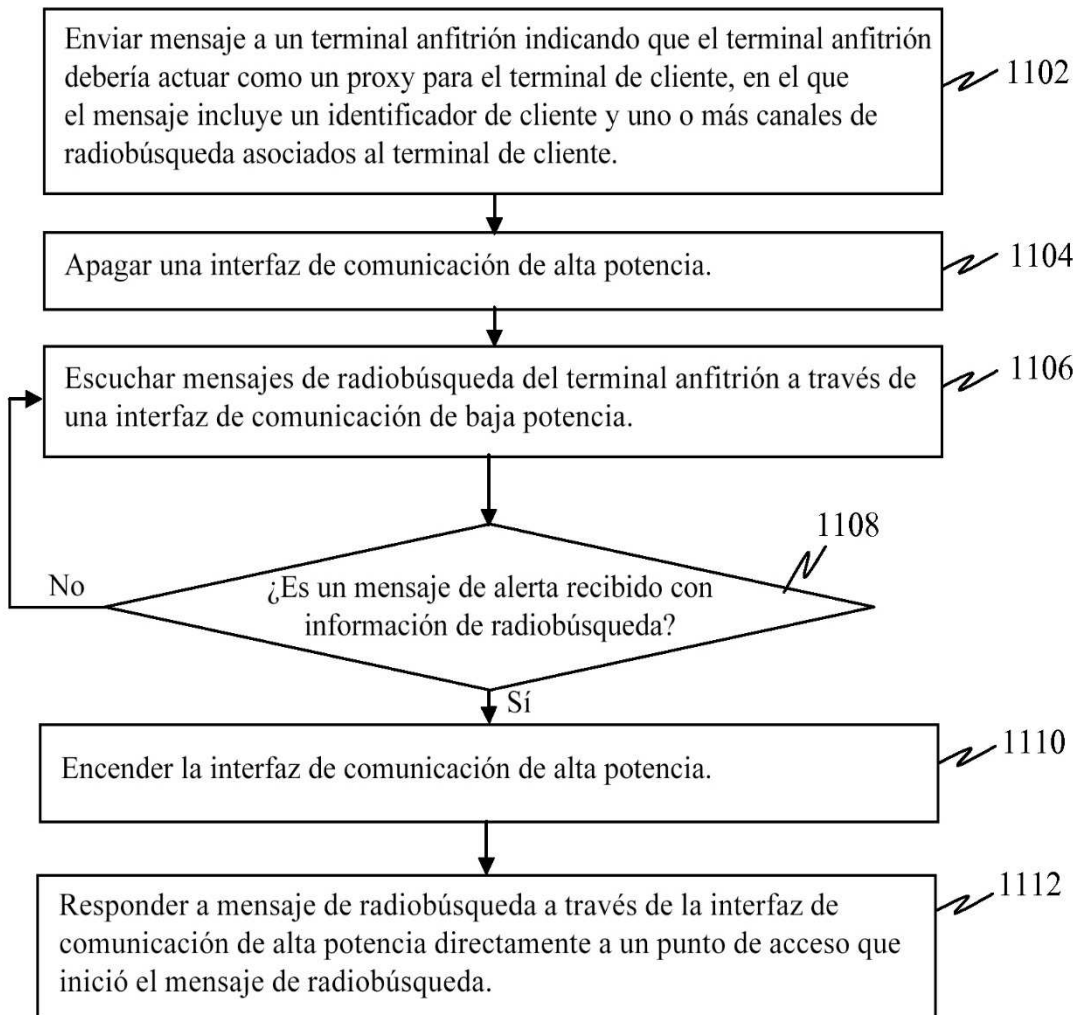 Enviar mensaje a un terminal anfitrión indicando que el terminal anfitrión
debería actuar como un proxy para el terminal de cliente, en el que
el mensaje incluye un identificador de cliente y uno o más canales de
radiobúsqueda asociados al terminal de cliente.
1102
Apagar una interfaz de comunicación de alta potencia.
1104
Escuchar mensajes de radiobúsqueda del terminal anfitrión a través de
una interfaz de comunicación de baja potencia.
1106
1108
¿Es un mensaje de alerta recibido con
información de radiobúsqueda?
No
Sí
Encender la interfaz de comunicación de alta potencia.
1110
Responder a mensaje de radiobúsqueda a través de la interfaz de
comunicación de alta potencia directamente a un punto de acceso que
inició el mensaje de radiobúsqueda.
1112